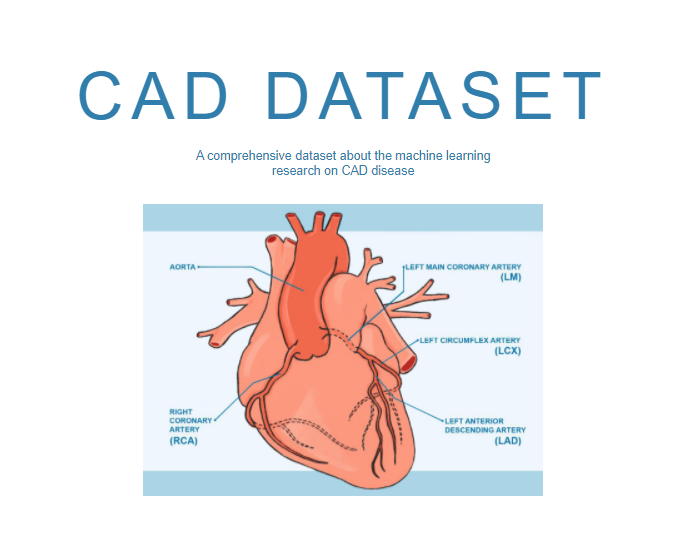 CAD DATASET
A comprehensive dataset about the machine learning
research on CAD disease
AORTA
LEFT MAIN CORONARY ARTERY
(LM)
LEFT CIRCUMFLEX ARTERY
(LCX)
RIGHT
CORONARY
ARTERY
(RCA)
LEFT ANTERIOR
DESCENDING ARTERY
(LAD)